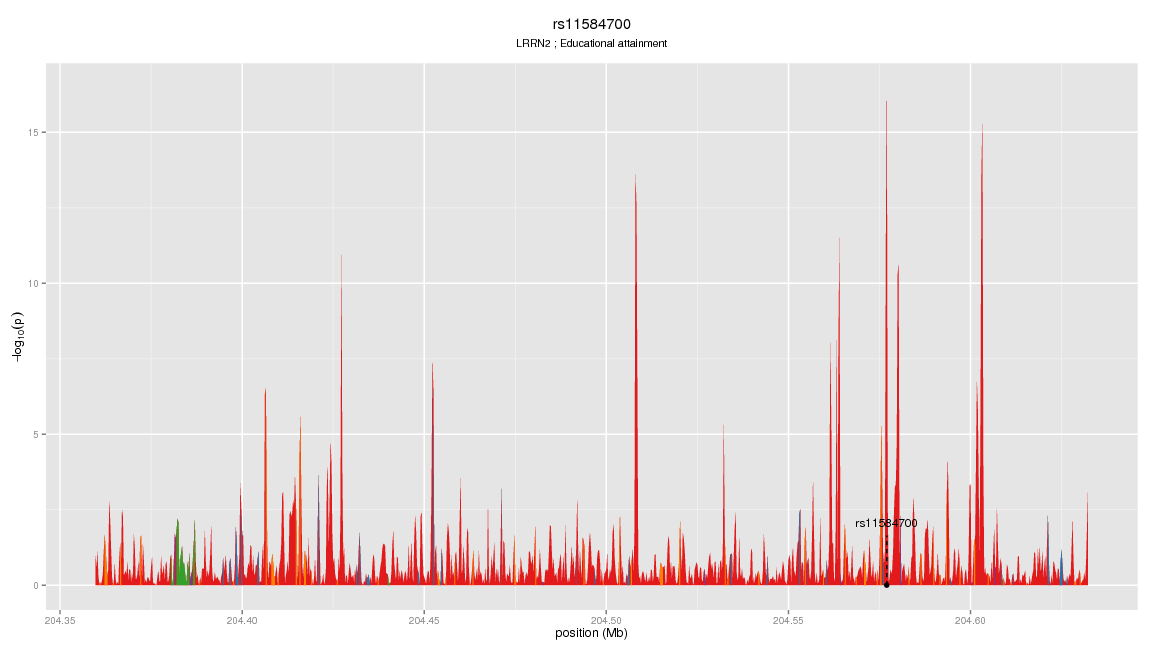 rs11584700
LRRN2 ; Educational attainment
15
10
5
0
−log10(p)
rs11584700
204.35 204.40 204.45 204.50 204.55 204.60
position (Mb)